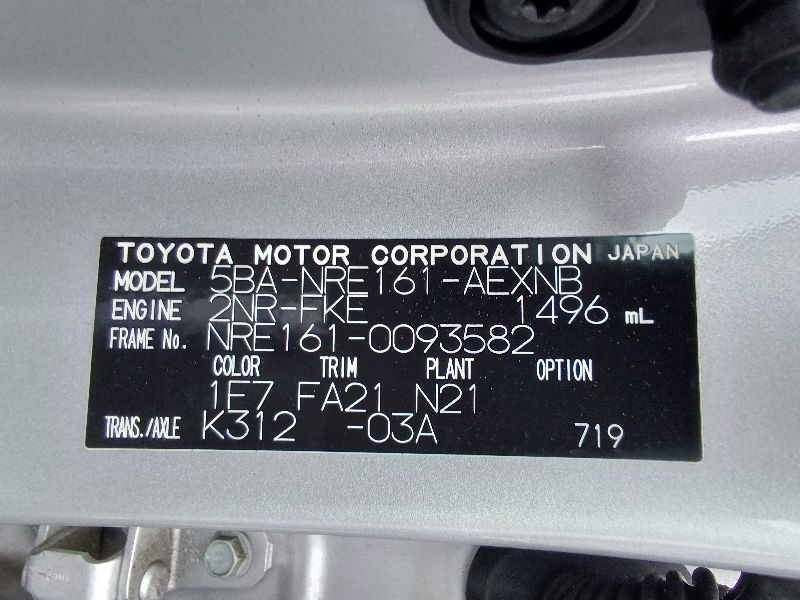 TOYOTA MOTOR CORPORATION JAPAN
MODEL 5BA-NRE161-AEXNB
ENGINE 2NR-FKE 1496 mL
FRAME No. NRE161-0093582
COLOR TRIM PLANT OPTION
1E7 FA21 N21
TRANS./AXLE K312 -03A 719